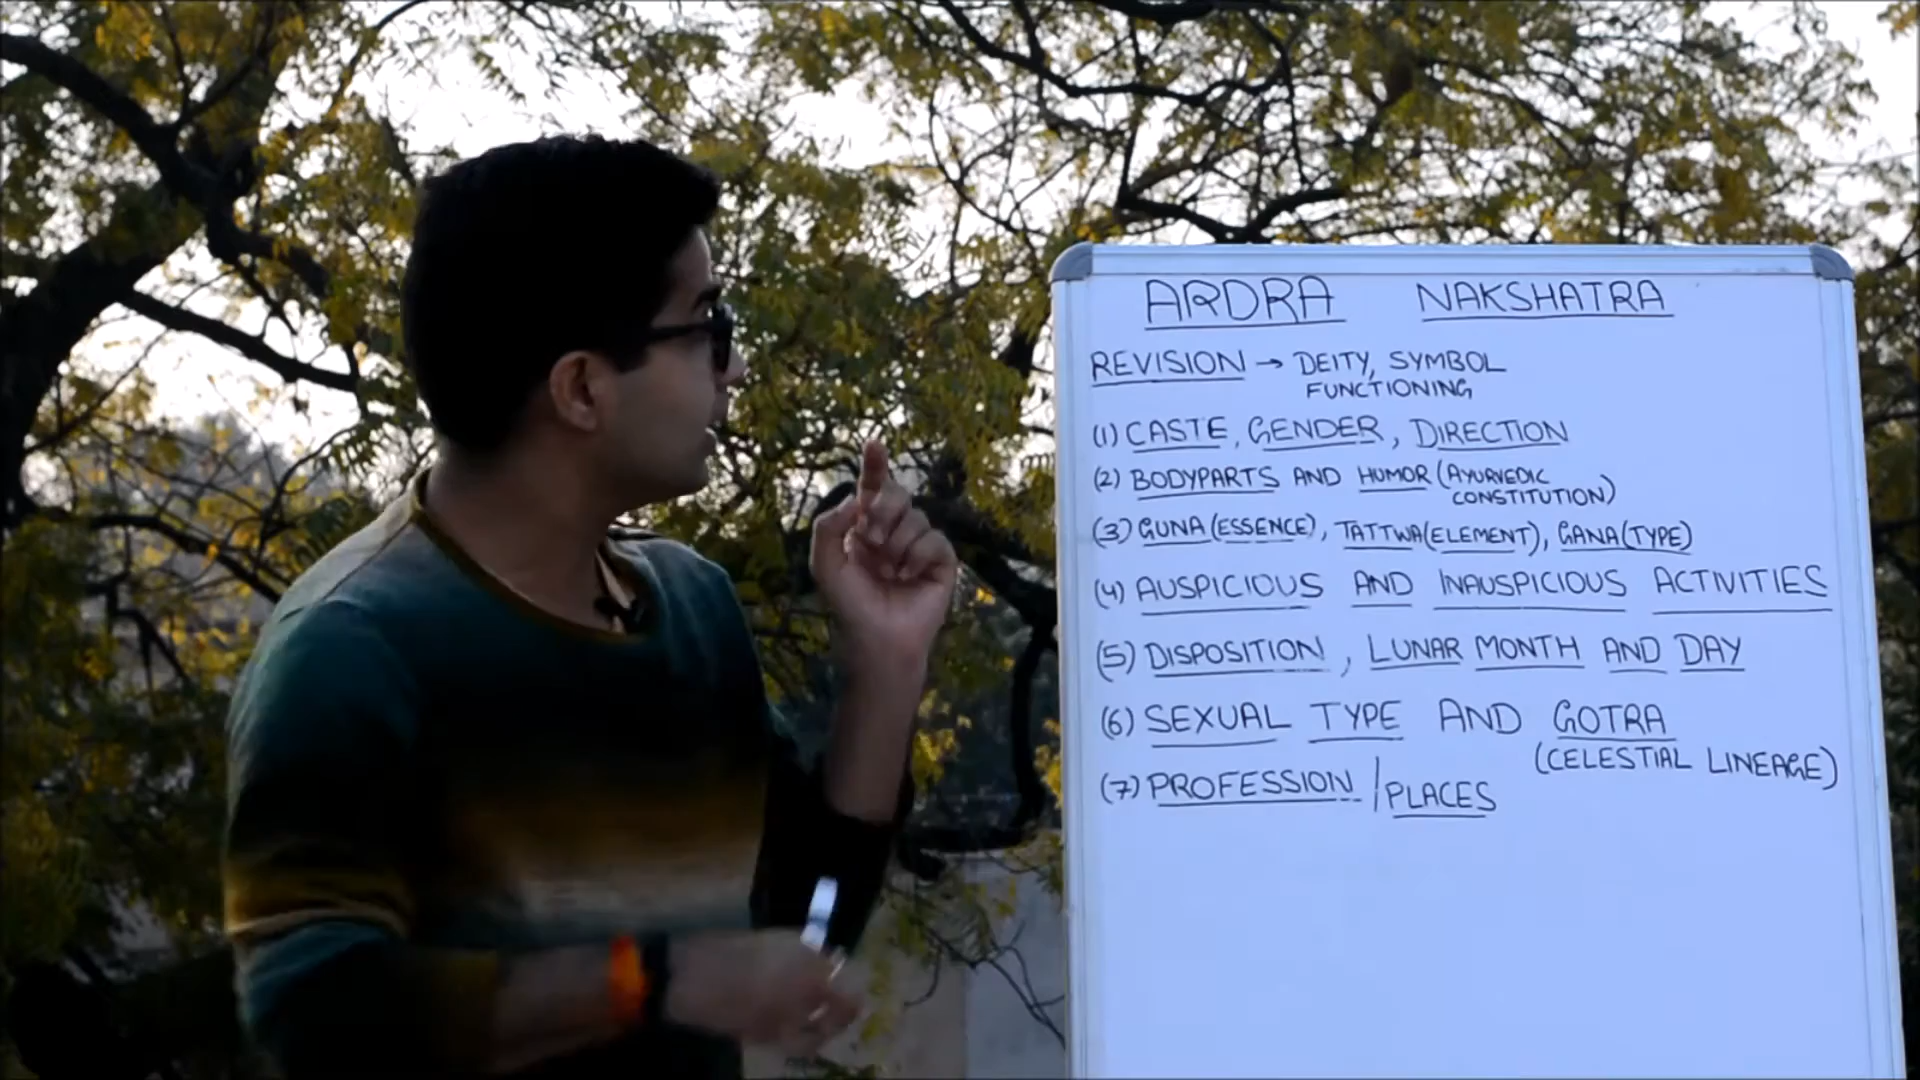 ARDRA NAKSHATRA
REVISION → DEITY, SYMBOL
FUNCTIONING
(1) CASTE, GENDER, DIRECTION
(2) BODYPARTS AND HUMOR (AYURVEDIC
CONSTITUTION)
(3) GUNA (ESSENCE), TATTWA (ELEMENT), GANA (TYPE)
(4) AUSPICIOUS AND INAUSPICIOUS ACTIVITIES
(5) DISPOSITION, LUNAR MONTH AND DAY
(6) SEXUAL TYPE AND GOTRA
(CELESTIAL LINEAGE)
(7) PROFESSION / PLACES